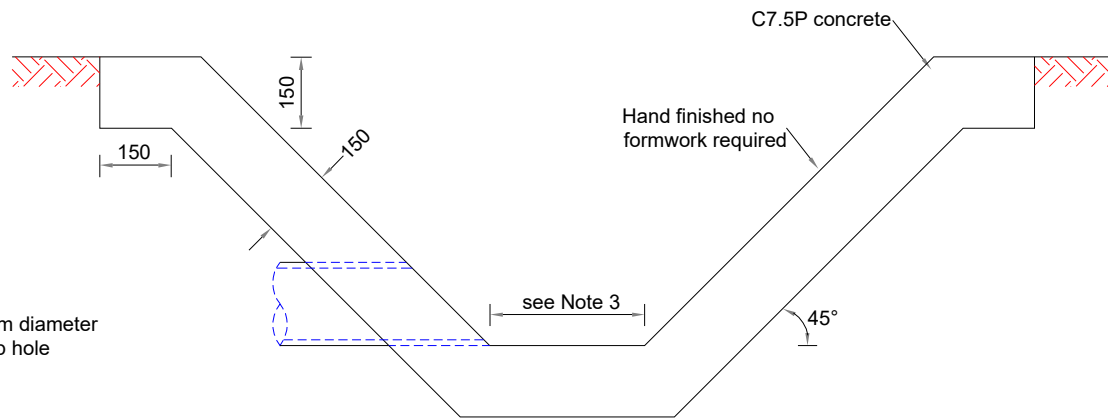 C7.5P concrete
150
Hand finished no
formwork required
150
150
see Note 3
45°
diameter
hole